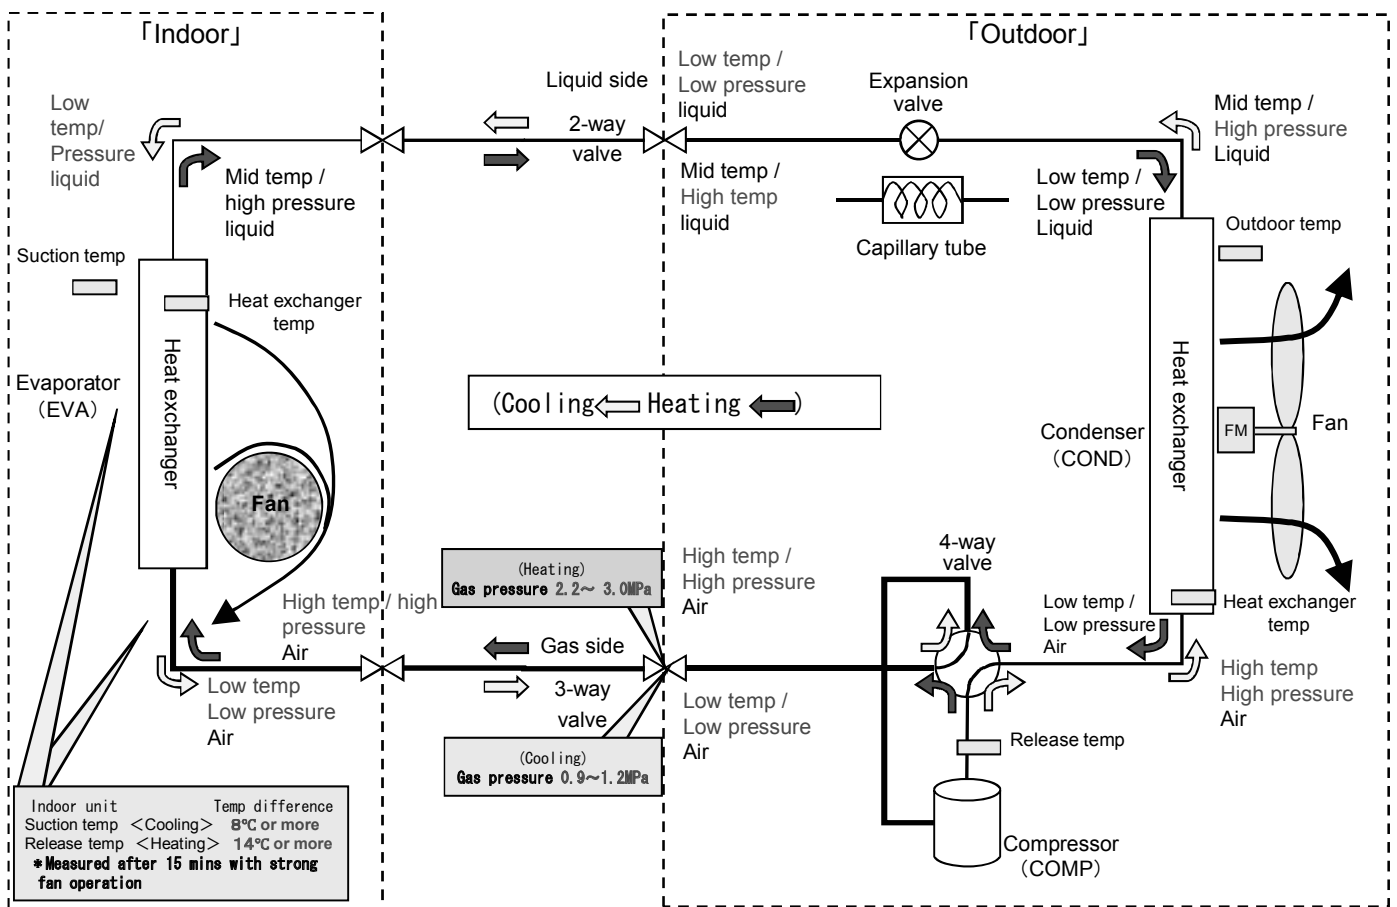 「Indoor」
「Outdoor」
Low
temp/
Pressure
liquid
Mid temp /
high pressure
liquid
Liquid side
2-way
valve
Low temp /
Low pressure
liquid
Mid temp /
High temp
liquid
Expansion
valve
Capillary tube
Mid temp /
High pressure
Liquid
Low temp /
Low pressure
Liquid
Suction temp
Heat exchanger
temp
Heat exchanger
Evaporator
（EVA）
Fan
(Cooling Heating )
Outdoor temp
Heat exchanger
Condenser
（COND）
FM
Fan
Heat exchanger
temp
(Heating)
Gas pressure 2.2～ 3.0MPa
High temp /
High pressure
Air
4-way
valve
Low temp /
Low pressure
Air
High temp / high
pressure
Air
Gas side
3-way
valve
Low temp
Low pressure
Air
Low temp /
Low pressure
Air
High temp
High pressure
Air
(Cooling)
Gas pressure 0.9～1.2MPa
Release temp
Compressor
（COMP）
Indoor unit Temp difference
Suction temp ＜Cooling＞ 8℃ or more
Release temp ＜Heating＞ 14℃ or more
*Measured after 15 mins with strong
fan operation